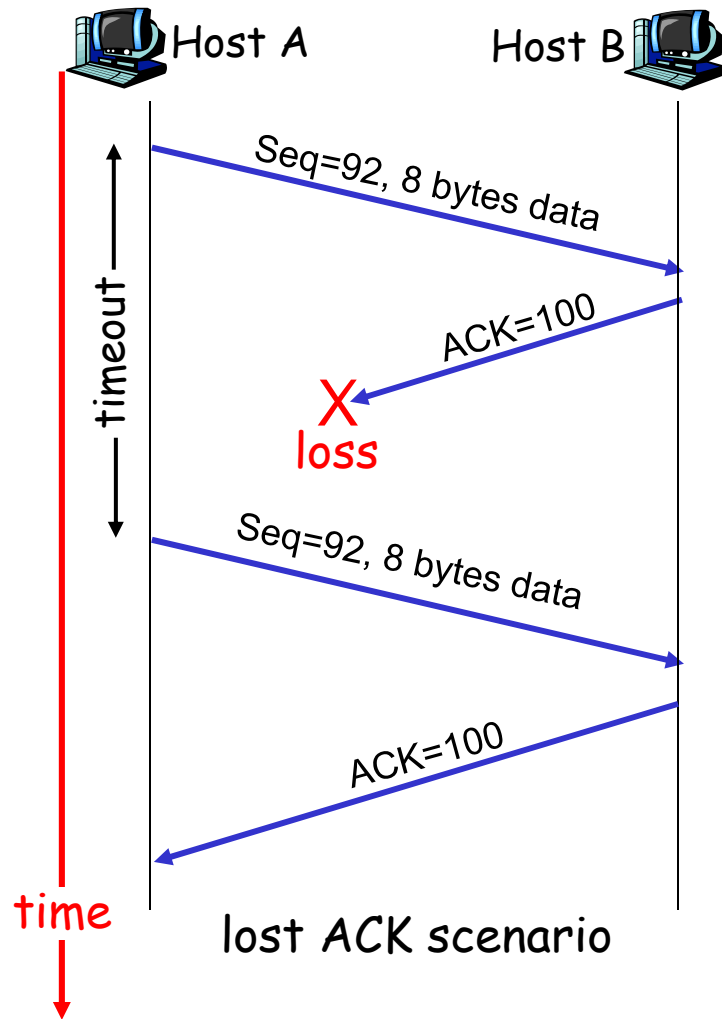 Host A
Host B
Seq=92, 8 bytes data
timeout
ACK=100
X
loss
Seq=92, 8 bytes data
ACK=100
time
lost ACK scenario